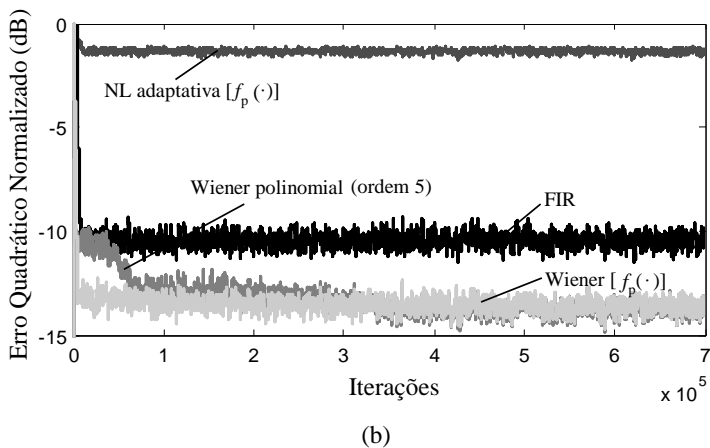 Erro Quadrático Normalizado (dB)
0
-5
-10
-15
NL adaptativa [f_p (·)]
Wiener polinomial (ordem 5)
FIR
Wiener [f_p(·)]
0 1 2 3 4 5 6 7
Iterações
x 10^5
(b)